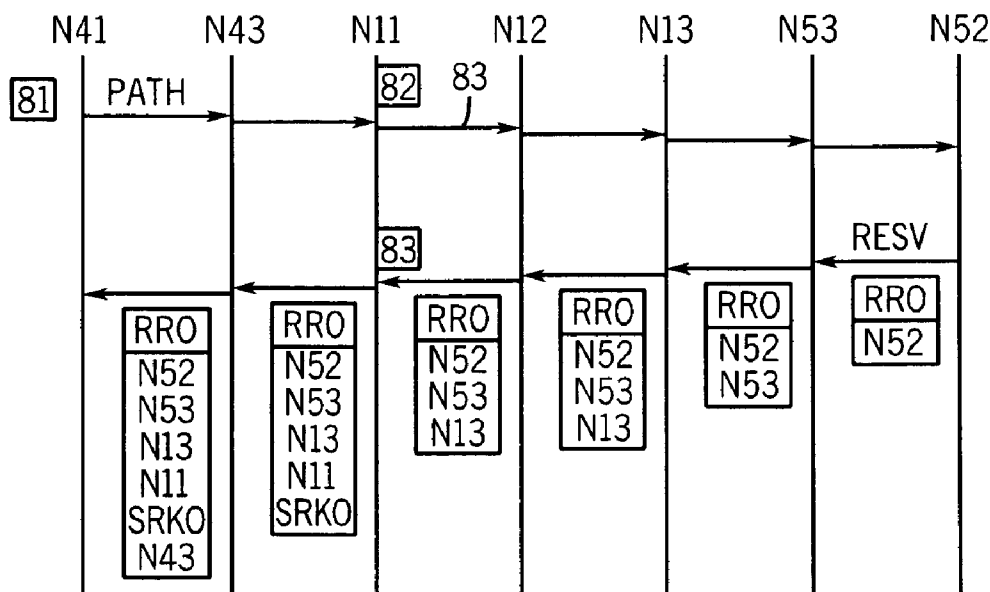 N41 N43 N11 N12 N13 N53 N52
81 PATH 82 83
83 RESV
RRO
N52
N53
N13
N11
SRKO
N43
RRO
N52
N53
N13
N11
SRKO
RRO
N52
N53
N13
RRO
N52
N53
N13
RRO
N52
N53
RRO
N52